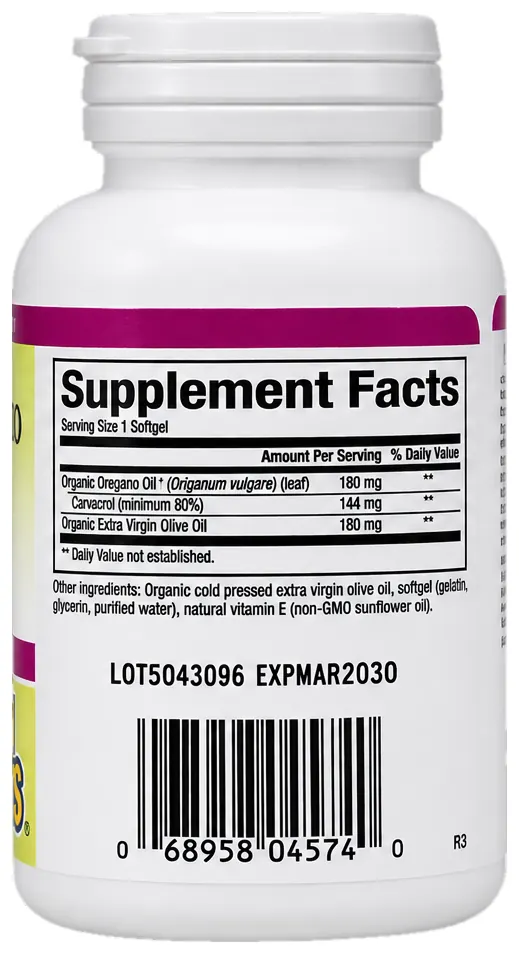 Supplement Facts
Serving Size 1 Softgel
Amount Per Serving % Daily Value
Organic Oregano Oil † (Origanum vulgare) (leaf) 180 mg **
Carvacrol (minimum 80%) 144 mg **
Organic Extra Virgin Olive Oil 180 mg **
** Daily Value not established.
Other ingredients: Organic cold pressed extra virgin olive oil, softgel (gelatin,
glycerin, purified water), natural vitamin E (non-GMO sunflower oil).
LOT5043096 EXPMAR2030
0 68958 04574 0
R3